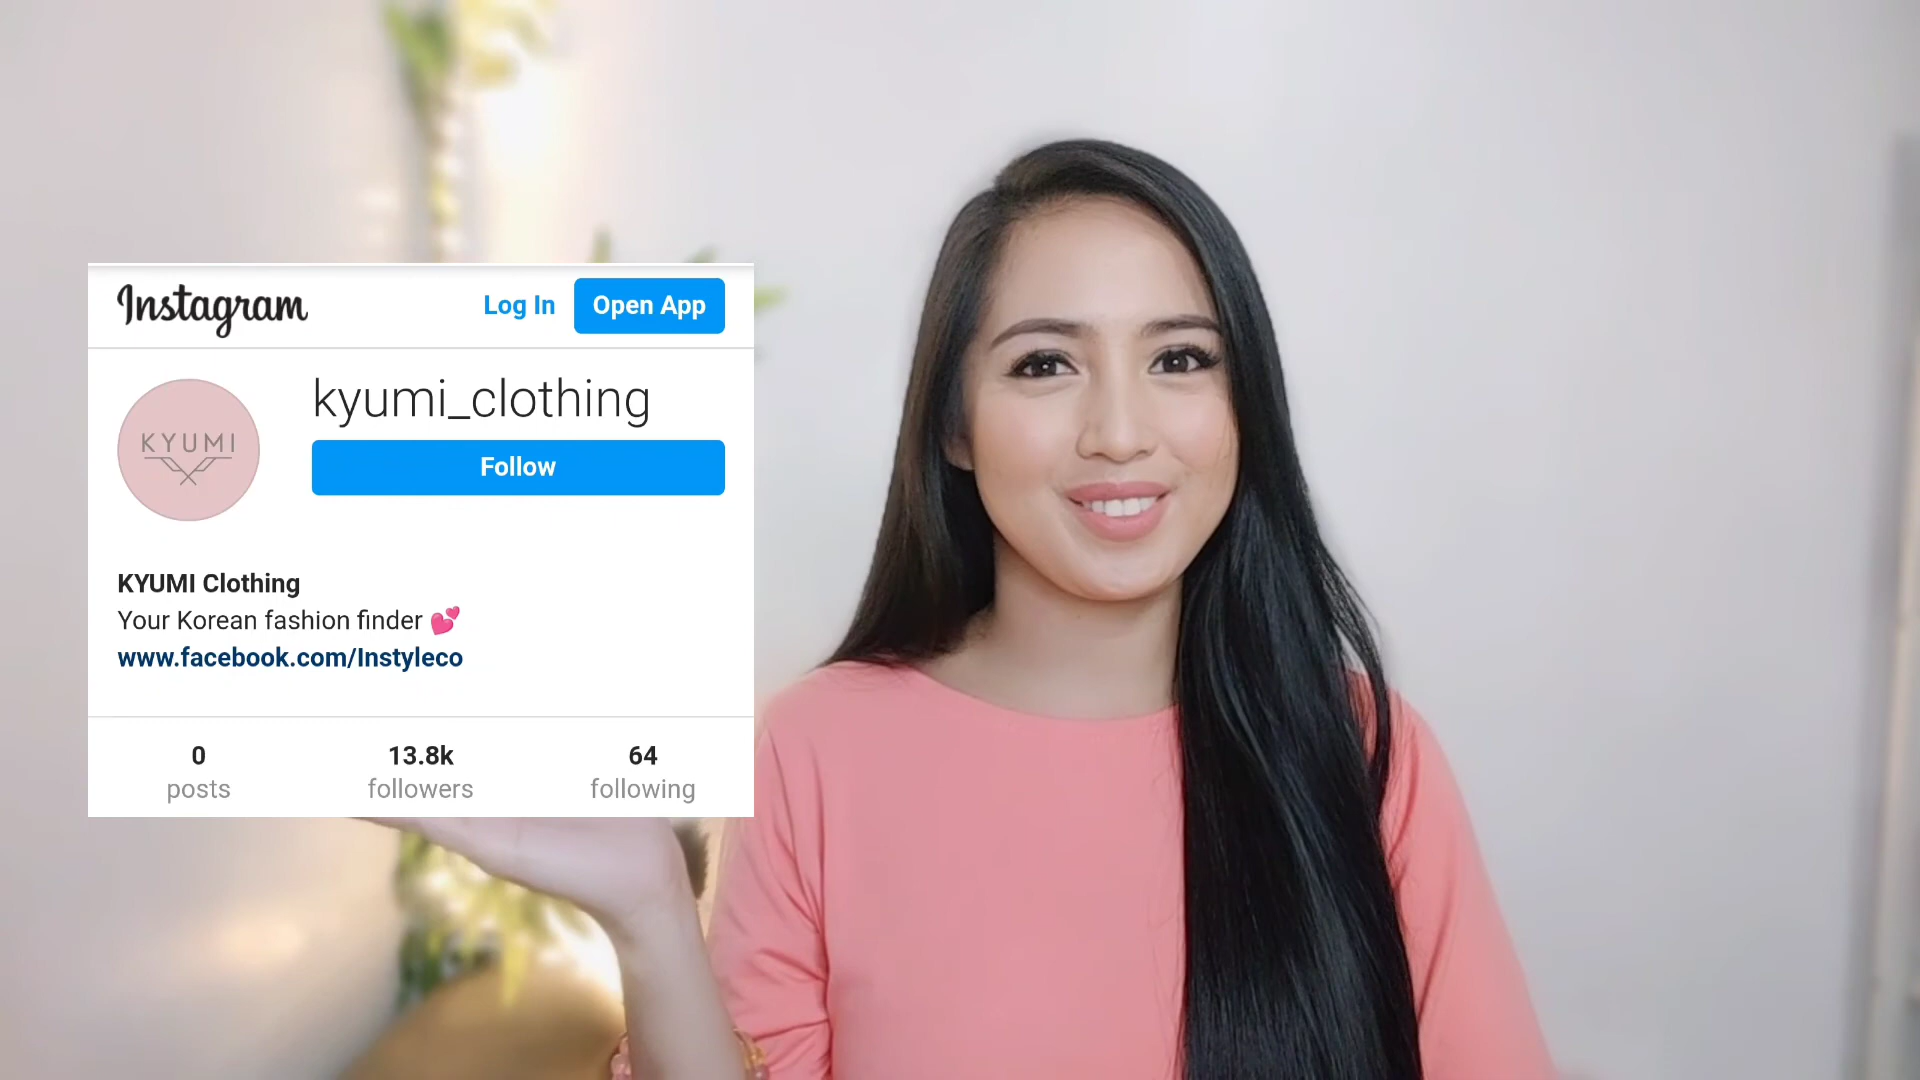 Instagram
Log In
Open App
KYUMI
kyumi_clothing
Follow
KYUMI Clothing
Your Korean fashion finder 💕
www.facebook.com/Instyleco
0 13.8k 64
posts followers following